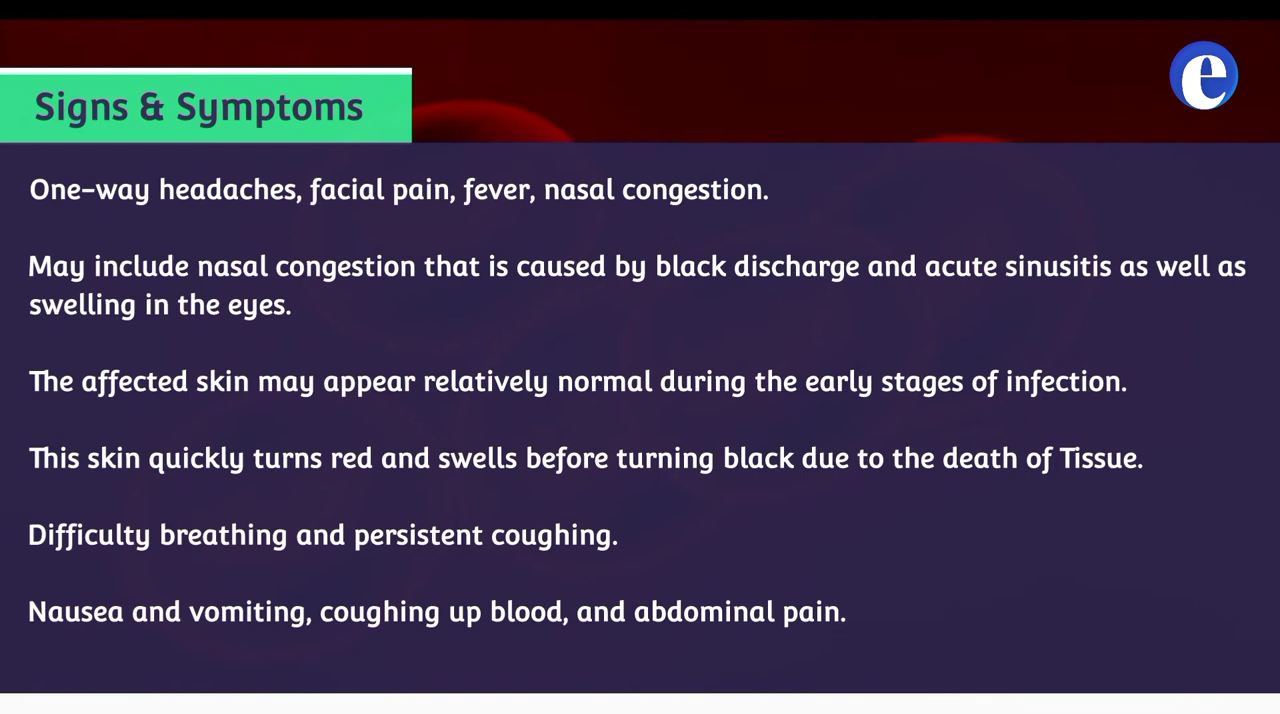 e
Signs & Symptoms
One-way headaches, facial pain, fever, nasal congestion.
May include nasal congestion that is caused by black discharge and acute sinusitis as well as
swelling in the eyes.
The affected skin may appear relatively normal during the early stages of infection.
This skin quickly turns red and swells before turning black due to the death of Tissue.
Difficulty breathing and persistent coughing.
Nausea and vomiting, coughing up blood, and abdominal pain.